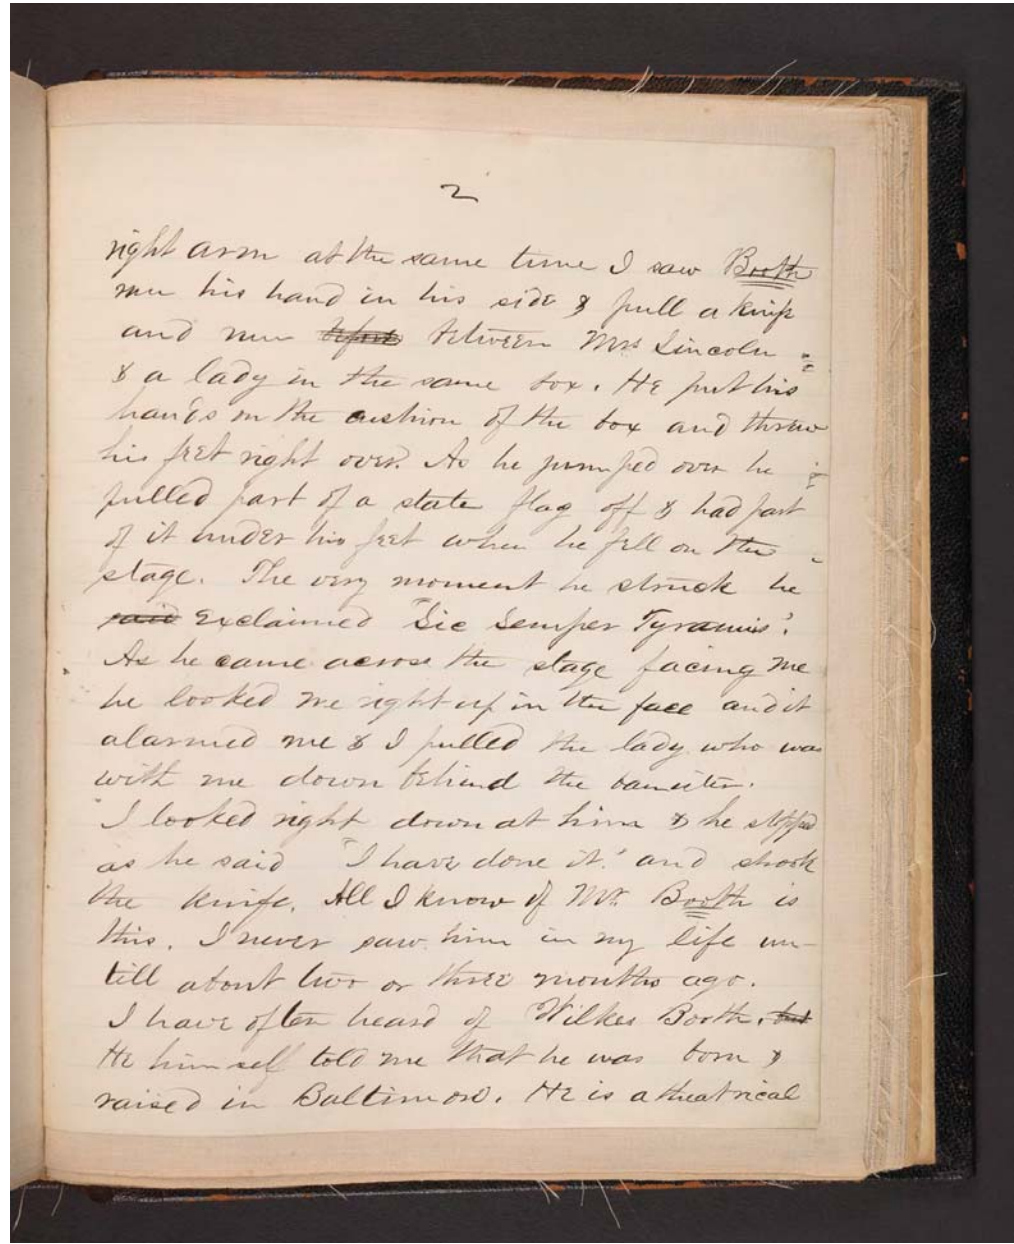 2
right arm at the same time I saw Booth
run his hand in his side & pull a knife
and run before between Mrs Lincoln
& a lady in the same box. He put his
hands on the cushion of the box and threw
his feet right over. As he jumped over he
pulled part of a state flag off & had part
of it under his feet when he fell on the
stage. The very moment he struck he
said exclaimed "Sic Semper Tyrannis".
As he came across the stage facing me
he looked me right up in the face and it
alarmed me & I pulled the lady who was
with me down behind the banister.
I looked right down at him & he stopped
as he said "I have done it." and shook
the knife. All I know of Mr. Booth is
this. I never saw him in my life un-
till about two or three months ago.
I have often heard of Wilkes Booth. but
He himself told me that he was born &
raised in Baltimore. He is a theatrical